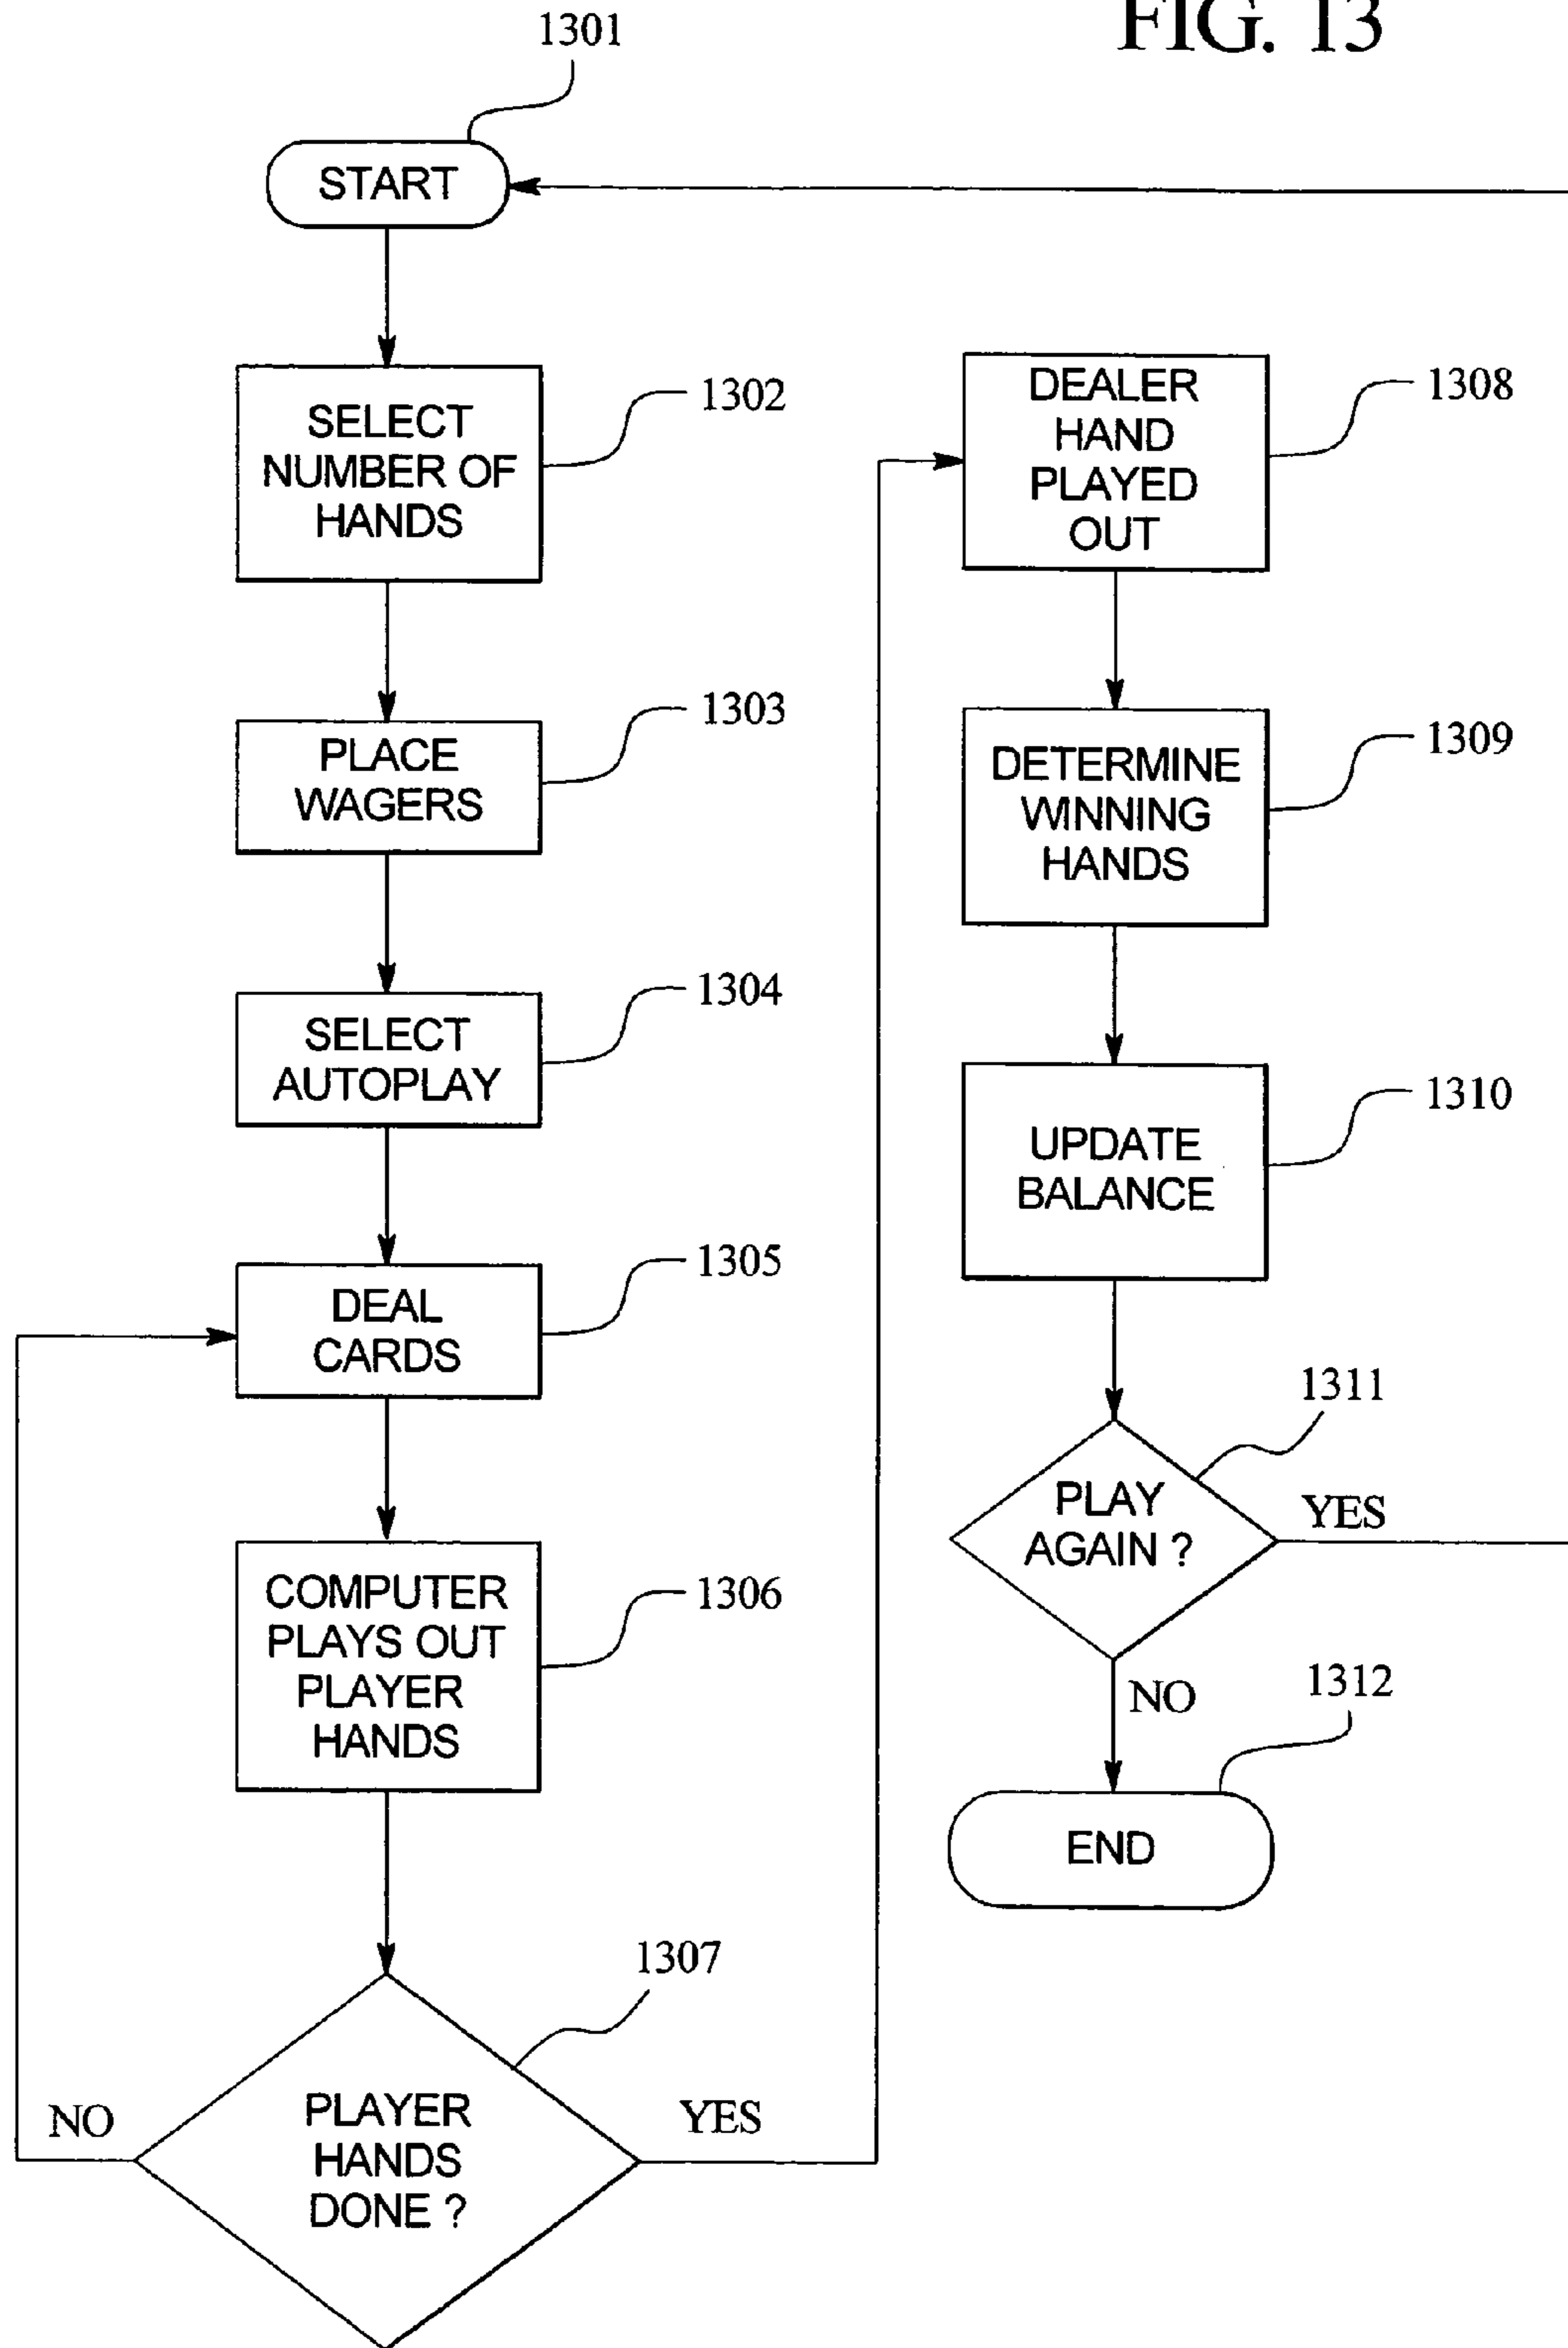 FIG. 13
1301
START
SELECT
NUMBER OF
HANDS
1302
PLACE
WAGERS
1303
SELECT
AUTOPLAY
1304
DEAL
CARDS
1305
COMPUTER
PLAYS OUT
PLAYER
HANDS
1306
PLAYER
HANDS
DONE ?
1307
NO
YES
DEALER
HAND
PLAYED
OUT
1308
DETERMINE
WINNING
HANDS
1309
UPDATE
BALANCE
1310
PLAY
AGAIN ?
1311
YES
NO
1312
END